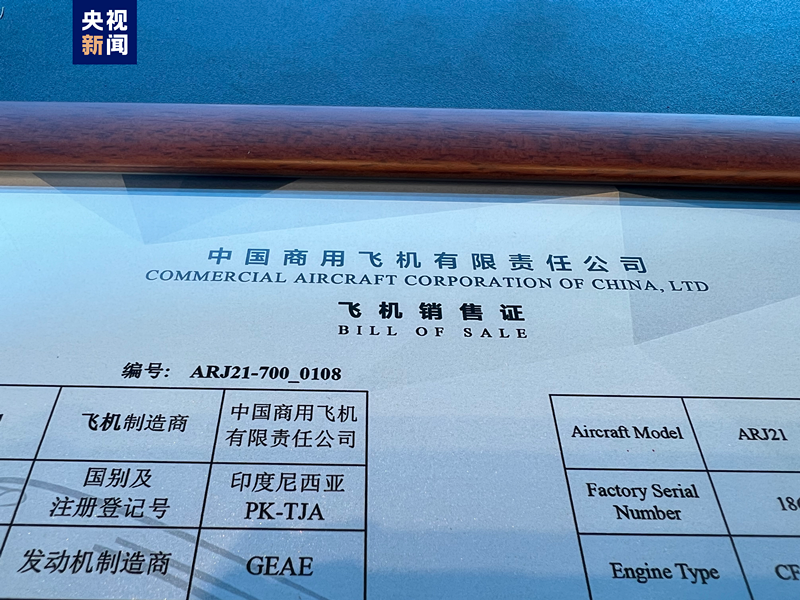 央视
新闻
中国商用飞机有限责任公司
COMMERCIAL AIRCRAFT CORPORATION OF CHINA, LTD
飞机销售证
BILL OF SALE
编号: ARJ21-700_0108
飞机制造商
中国商用飞机
有限责任公司
国别及
注册登记号
印度尼西亚
PK-TJA
发动机制造商
GEAE
Aircraft Model
ARJ21
Factory Serial
Number
Engine Type